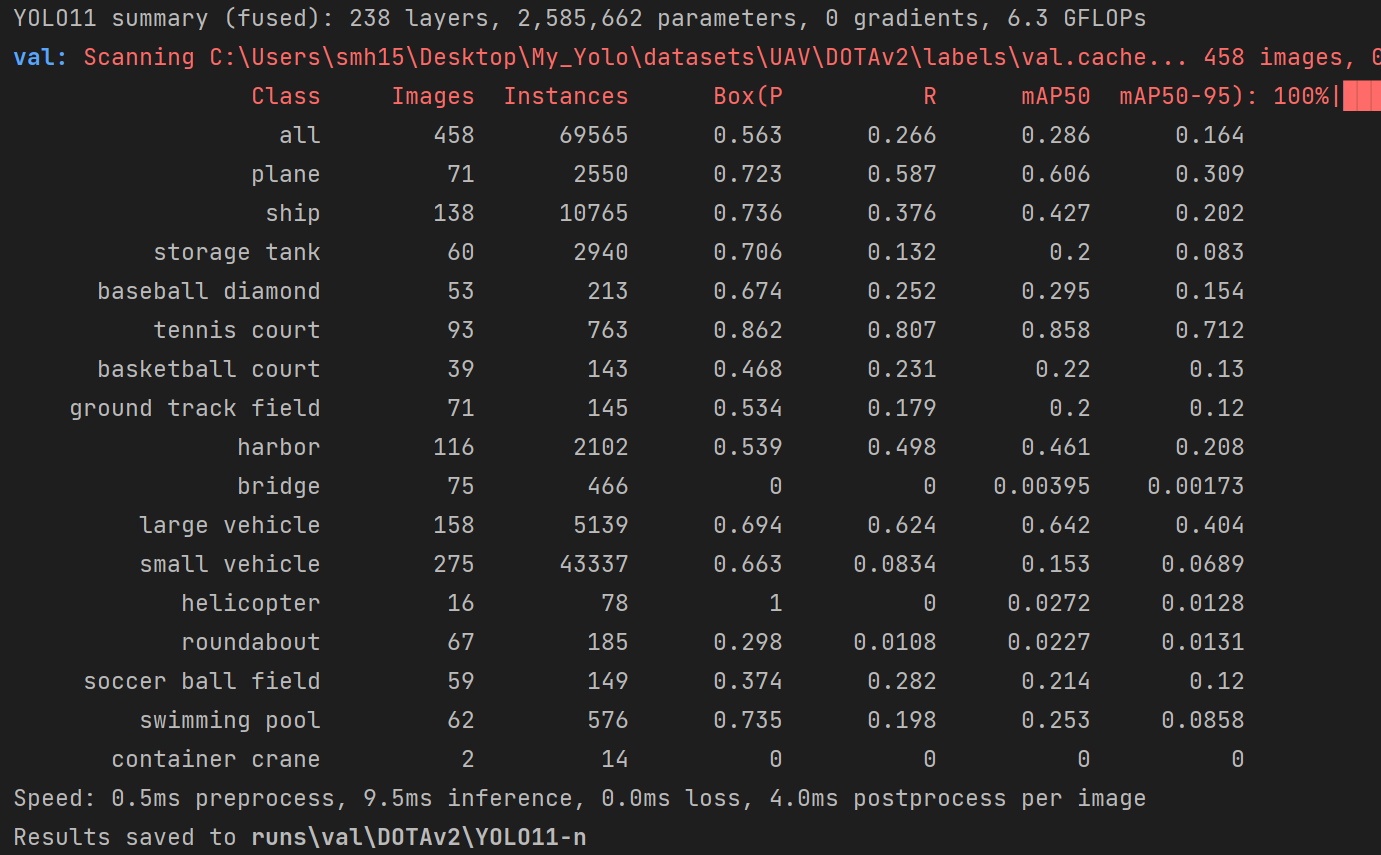 YOLO11 summary (fused): 238 layers, 2,585,662 parameters, 0 gradients, 6.3 GFLOPs
val: Scanning C:\Users\smh15\Desktop\My_Yolo\datasets\UAV\DOTAv2\labels\val.cache... 458 images, 0
Class Images Instances Box(P R mAP50 mAP50-95): 100%|
all 458 69565 0.563 0.266 0.286 0.164
plane 71 2550 0.723 0.587 0.606 0.309
ship 138 10765 0.736 0.376 0.427 0.202
storage tank 60 2940 0.706 0.132 0.2 0.083
baseball diamond 53 213 0.674 0.252 0.295 0.154
tennis court 93 763 0.862 0.807 0.858 0.712
basketball court 39 143 0.468 0.231 0.22 0.13
ground track field 71 145 0.534 0.179 0.2 0.12
harbor 116 2102 0.539 0.498 0.461 0.208
bridge 75 466 0 0 0.00395 0.00173
large vehicle 158 5139 0.694 0.624 0.642 0.404
small vehicle 275 43337 0.663 0.0834 0.153 0.0689
helicopter 16 78 1 0 0.0272 0.0128
roundabout 67 185 0.298 0.0108 0.0227 0.0131
soccer ball field 59 149 0.374 0.282 0.214 0.12
swimming pool 62 576 0.735 0.198 0.253 0.0858
container crane 2 14 0 0 0 0
Speed: 0.5ms preprocess, 9.5ms inference, 0.0ms loss, 4.0ms postprocess per image
Results saved to runs\val\DOTAv2\YOLO11-n